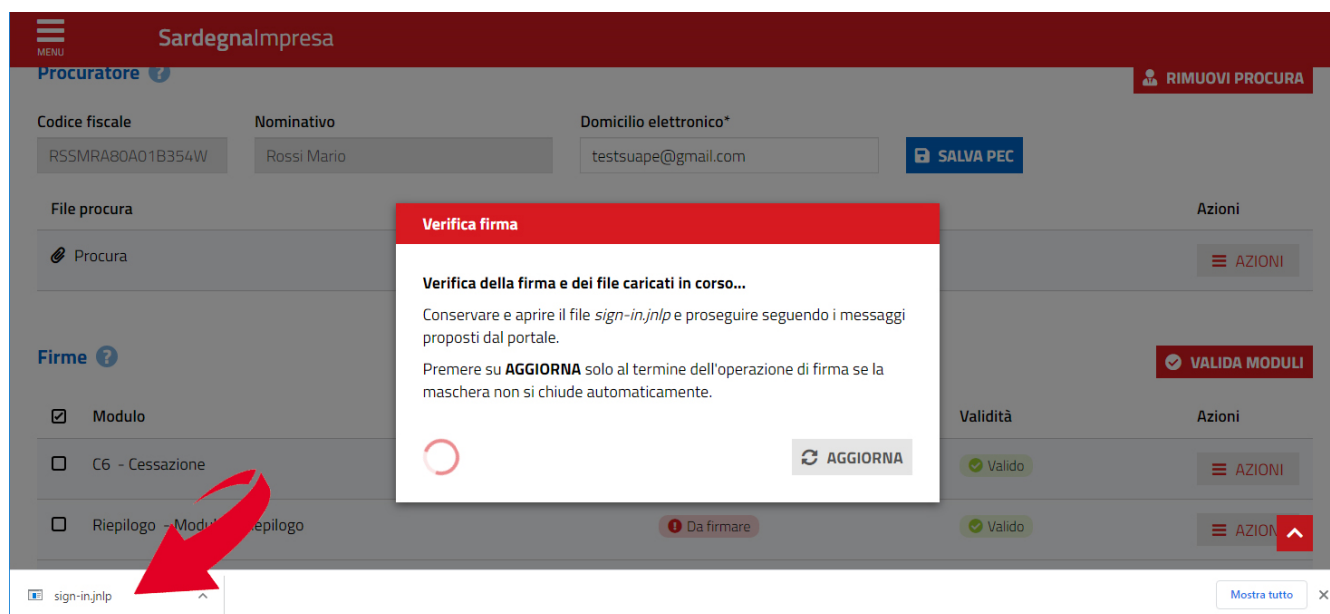 MENU
SardegnaImpresa
Procuratore ?
RIMUOVI PROCURA
Codice fiscale Nominativo Domicilio elettronico*
RSSMRA80A01B354W Rossi Mario testsuape@gmail.com SALVA PEC
File procura Azioni
Procura AZIONI
Verifica firma
Verifica della firma e dei file caricati in corso...
Conservare e aprire il file sign-in.jnlp e proseguire seguendo i messaggi
proposti dal portale.
Premere su AGGIORNA solo al termine dell'operazione di firma se la
maschera non si chiude automaticamente.
AGGIORNA
Firme ?
VALIDA MODULI
Modulo Validità Azioni
C6 - Cessazione Valido AZIONI
Riepilogo - Da firmare Valido
sign-in.jnlp Mostra tutto